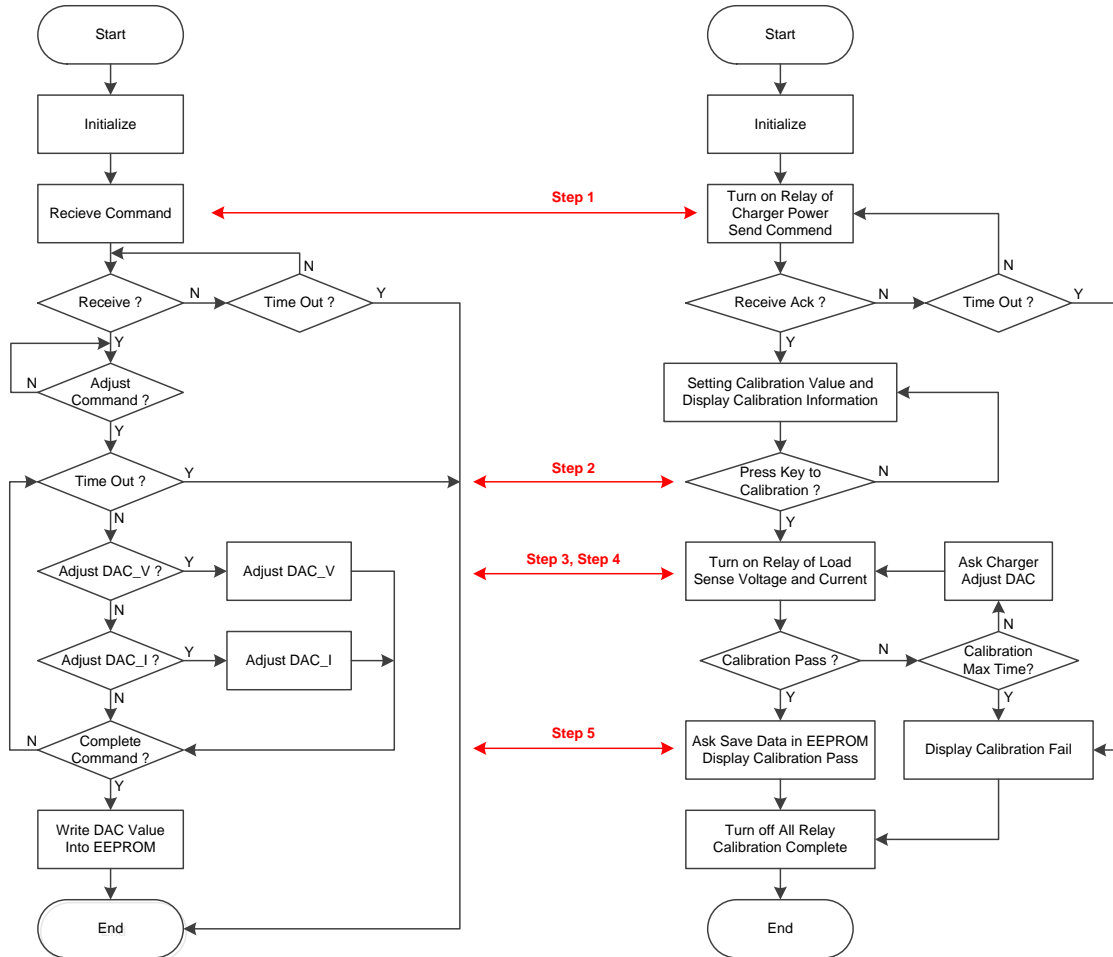 Start
Initialize
Recieve Command
Receive ?
N
Time Out ?
N
Y
Y
Adjust
Command ?
N
Y
Time Out ?
Y
N
Adjust DAC_V ?
Y
Adjust DAC_V
N
Adjust DAC_I ?
Y
Adjust DAC_I
N
Complete
Command ?
N
Y
Write DAC Value
Into EEPROM
End
Step 1
Step 2
Step 3, Step 4
Step 5
Start
Initialize
Turn on Relay of
Charger Power
Send Commend
Receive Ack ?
N
Time Out ?
N
Y
Y
Setting Calibration Value and
Display Calibration Information
Press Key to
Calibration ?
N
Y
Turn on Relay of Load
Sense Voltage and Current
Ask Charger
Adjust DAC
N
Calibration Pass ?
N
Calibration
Max Time?
Y
Y
Ask Save Data in EEPROM
Display Calibration Pass
Display Calibration Fail
Turn off All Relay
Calibration Complete
End